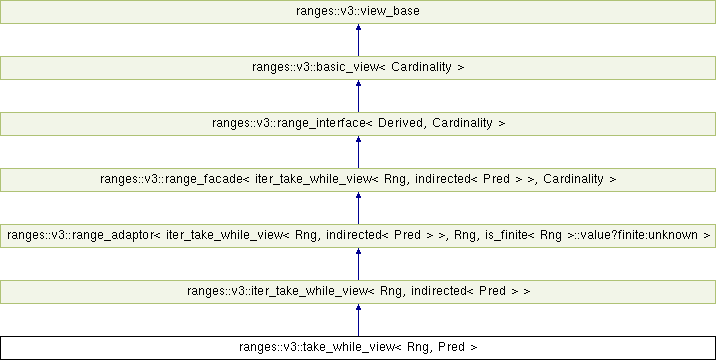 ranges::v3::view_base
ranges::v3::basic_view< Cardinality >
ranges::v3::range_interface< Derived, Cardinality >
ranges::v3::range_facade< iter_take_while_view< Rng, indirected< Pred > >, Cardinality >
ranges::v3::range_adaptor< iter_take_while_view< Rng, indirected< Pred > >, Rng, is_finite< Rng >::value?finite:unknown >
ranges::v3::iter_take_while_view< Rng, indirected< Pred > >
ranges::v3::take_while_view< Rng, Pred >